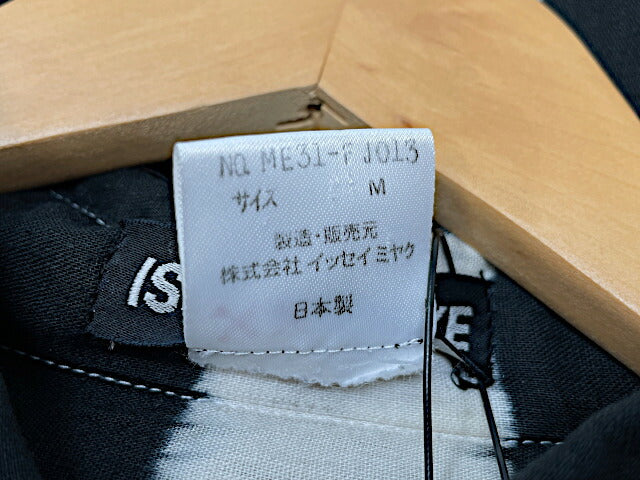 NO. ME31-FJ013
サイズ M
製造・販売元
株式会社 イッセイミヤケ
日本製
IS
KE